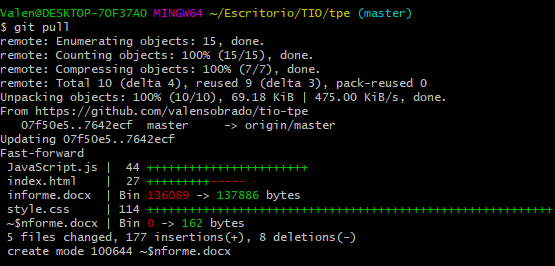 Valen@DESKTOP-7OF37AO MINGW64 ~/Escritorio/TIO/tpe (master)
$ git pull
remote: Enumerating objects: 15, done.
remote: Counting objects: 100% (15/15), done.
remote: Compressing objects: 100% (7/7), done.
remote: Total 10 (delta 4), reused 9 (delta 3), pack-reused 0
Unpacking objects: 100% (10/10), 69.18 KiB | 475.00 KiB/s, done.
From https://github.com/valensobrado/tio-tpe
   07f50e5..7642ecf  master     -> origin/master
Updating 07f50e5..7642ecf
Fast-forward
 JavaScript.js |  44 +++++++++++++++++++++++
 index.html    |  27 +++++++++-----
 informe.docx  | Bin 136089 -> 137886 bytes
 style.css     | 114 ++++++++++++++++++++++++++++++++++++++++++++++++++++++++++
 ~$nforme.docx | Bin 0 -> 162 bytes
 5 files changed, 177 insertions(+), 8 deletions(-)
 create mode 100644 ~$nforme.docx